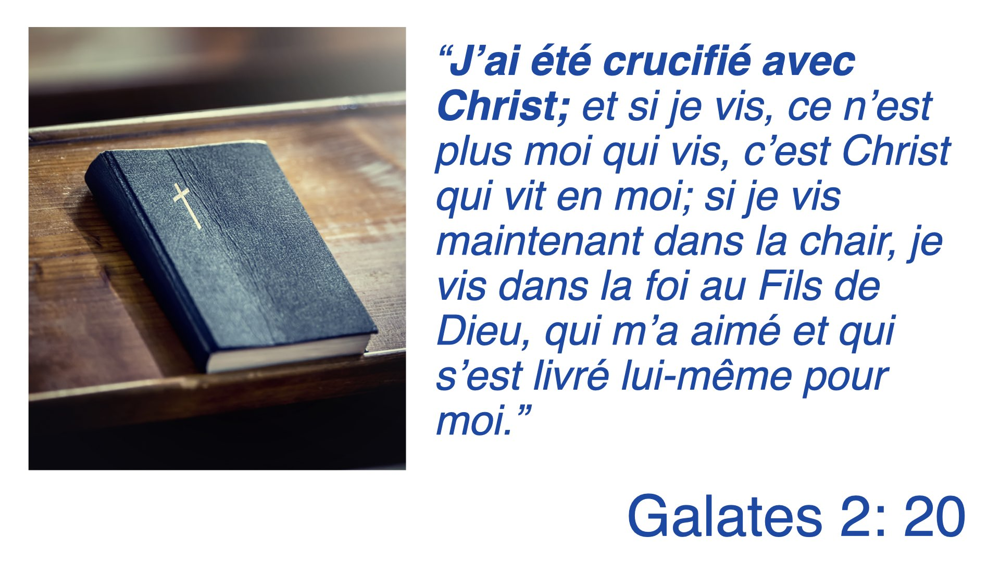 “J’ai été crucifié avec
Christ; et si je vis, ce n’est
plus moi qui vis, c’est Christ
qui vit en moi; si je vis
maintenant dans la chair, je
vis dans la foi au Fils de
Dieu, qui m’a aimé et qui
s’est livré lui-même pour
moi.”
Galates 2: 20